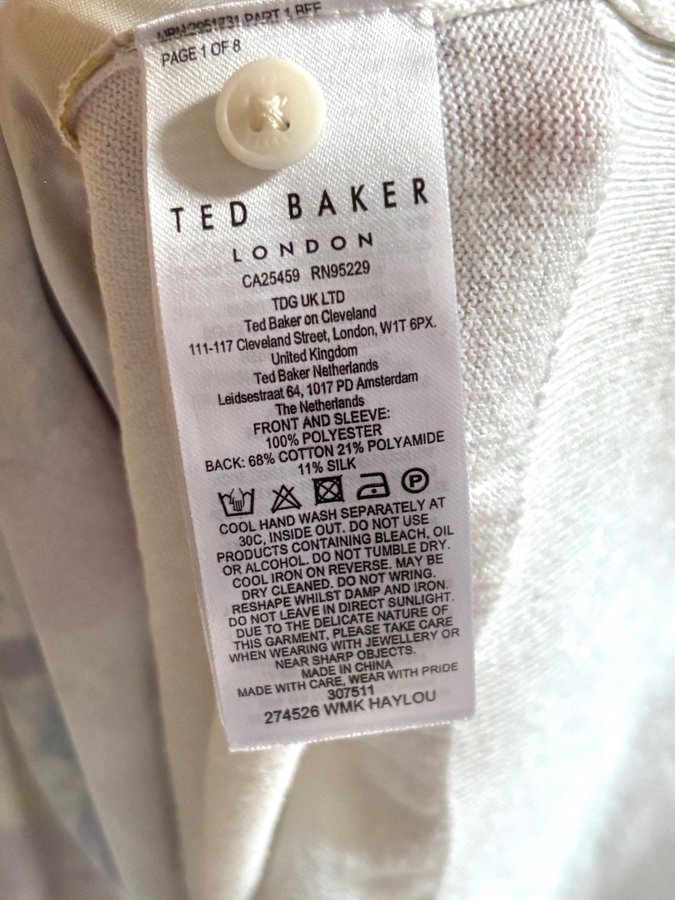 MPN:2951731 PART 1 BFF
PAGE 1 OF 8
TED BAKER
LONDON
CA25459 RN95229
TDG UK LTD
Ted Baker on Cleveland
111-117 Cleveland Street, London, W1T 6PX.
United Kingdom
Ted Baker Netherlands
Leidsestraat 64, 1017 PD Amsterdam
The Netherlands
FRONT AND SLEEVE:
100% POLYESTER
BACK: 68% COTTON 21% POLYAMIDE
11% SILK
P
COOL HAND WASH SEPARATELY AT
30C, INSIDE OUT. DO NOT USE
PRODUCTS CONTAINING BLEACH, OIL
OR ALCOHOL. DO NOT TUMBLE DRY.
COOL IRON ON REVERSE. MAY BE
DRY CLEANED. DO NOT WRING.
RESHAPE WHILST DAMP AND IRON.
DO NOT LEAVE IN DIRECT SUNLIGHT.
DUE TO THE DELICATE NATURE OF
THIS GARMENT, PLEASE TAKE CARE
WHEN WEARING WITH JEWELLERY OR
NEAR SHARP OBJECTS.
MADE IN CHINA
MADE WITH CARE, WEAR WITH PRIDE
307511
274526 WMK HAYLOU